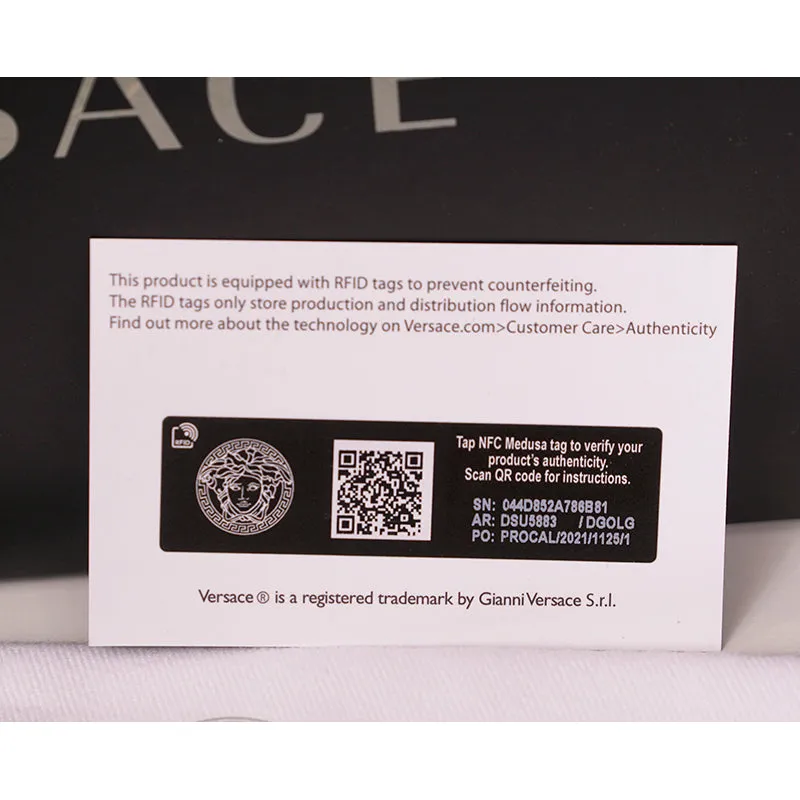 SACE
This product is equipped with RFID tags to prevent counterfeiting.
The RFID tags only store production and distribution flow information.
Find out more about the technology on Versace.com>Customer Care>Authenticity
RFID
Tap NFC Medusa tag to verify your
product's authenticity.
Scan QR code for instructions.
SN: 044D852A786B81
AR: DSU5883 /DGOLG
PO: PROCAL/2021/1125/1
Versace ® is a registered trademark by Gianni Versace S.r.l.